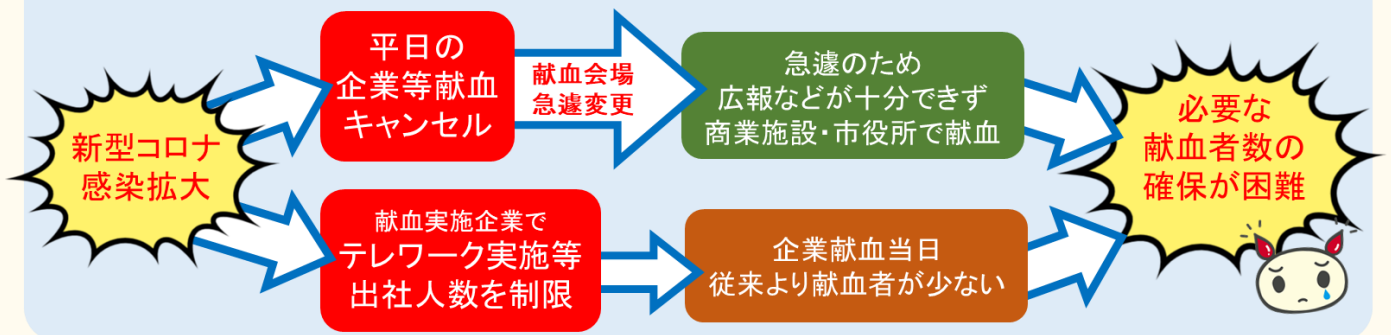 新型コロナ
感染拡大
平日の
企業等献血
キャンセル
献血会場
急遽変更
急遽のため
広報などが十分できず
商業施設・市役所で献血
献血実施企業で
テレワーク実施等
出社人数を制限
企業献血当日
従来より献血者が少ない
必要な
献血者数の
確保が困難